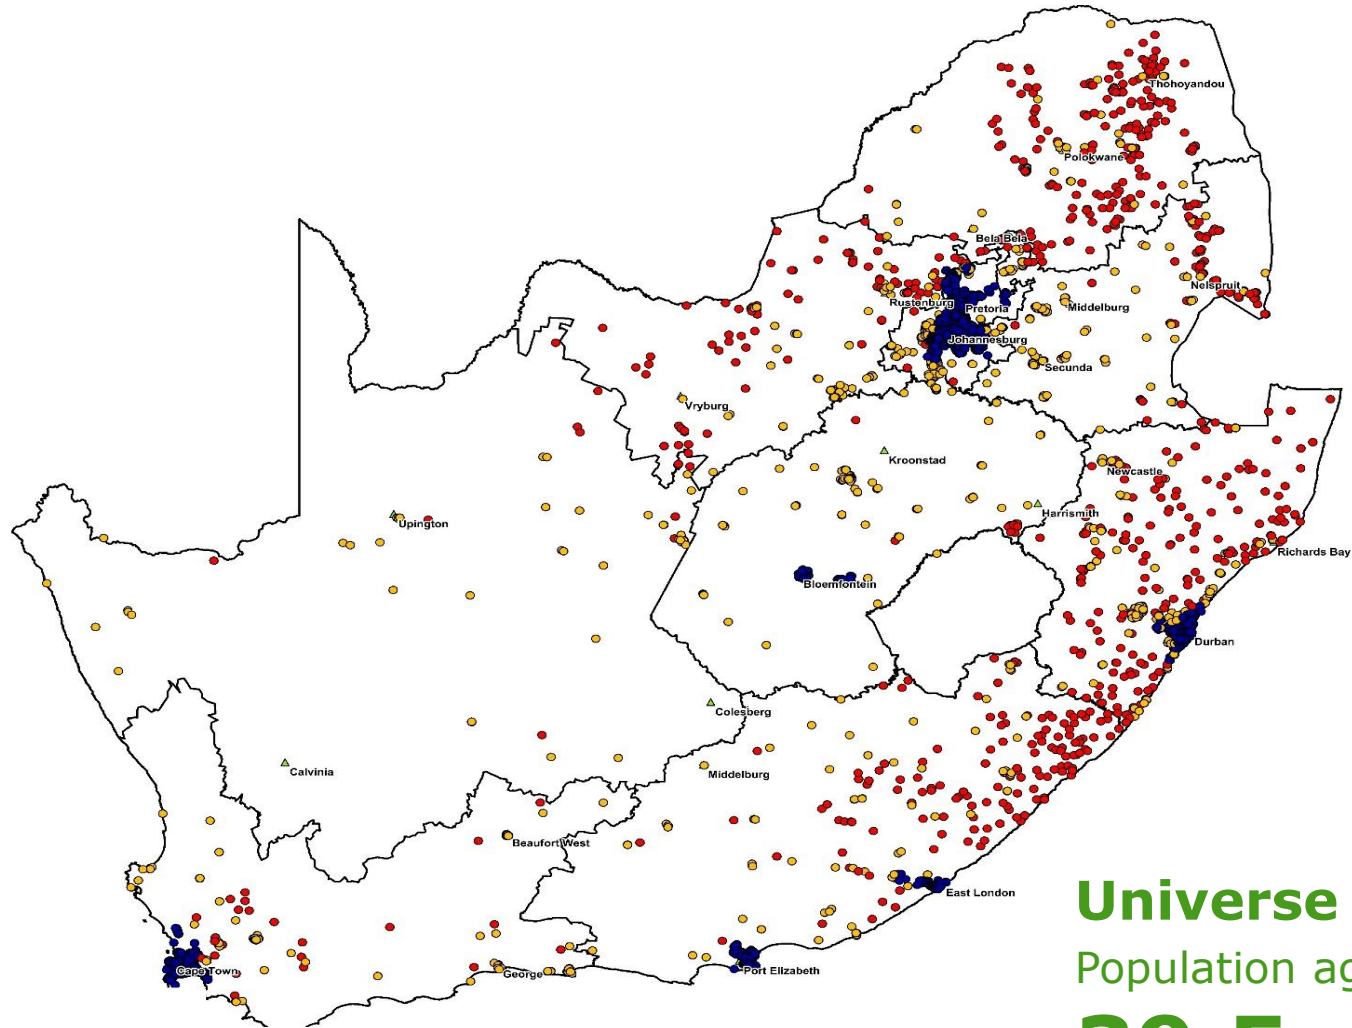 Thohoyandou
Polokwane
Bela Bela
Nelspruit
Rustenburg
Pretoria
Middelburg
Johannesburg
Secunda
Vryburg
Kroonstad
Newcastle
Upington
Harrismith
Richards Bay
Bloemfontein
Durban
Colesberg
Calvinia
Middelburg
Beaufort West
East London
Cape Town
George
Port Elizabeth
Universe
Population ag